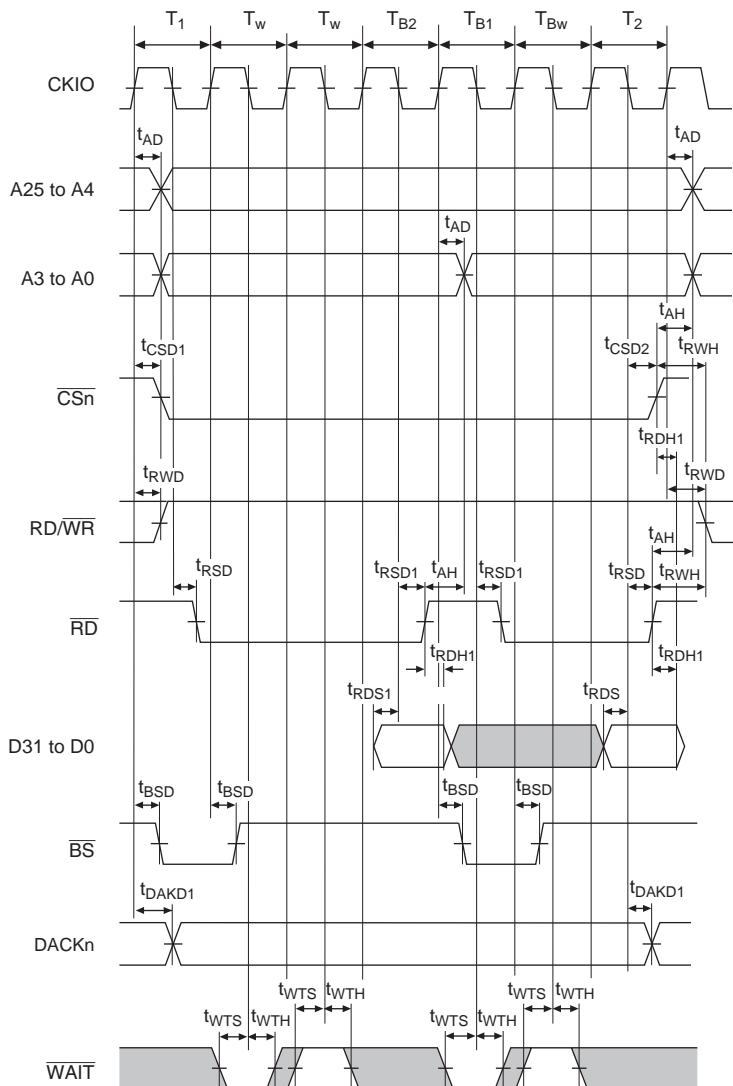 T1 Tw Tw TB2 TB1 TBw T2
CKIO
tAD tAD
A25 to A4
tAD
A3 to A0
tAH
tCSD1 tCSD2 tRWH
CSn
tRDH1
tRWD tRWD
RD/WR
tAH
tRSD tRSD1 tAH tRSD1 tRSD tRWH
RD
tRDH1 tRDH1
tRDS1 tRDS
D31 to D0
tBSD tBSD tBSD tBSD
BS
tDAKD1 tDAKD1
DACKn
tWTS tWTH tWTS tWTH
tWTS tWTH tWTS tWTH
WAIT